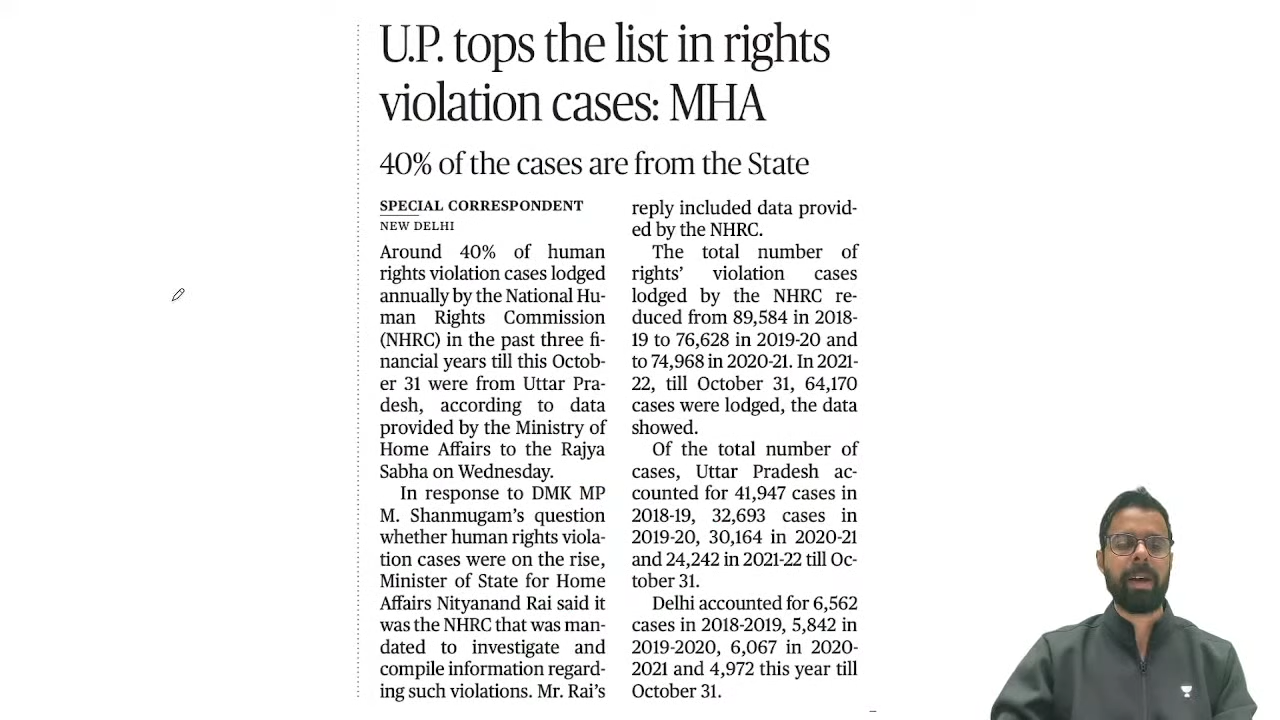 U.P. tops the list in rights
violation cases: MHA
40% of the cases are from the State
SPECIAL CORRESPONDENT
NEW DELHI
Around 40% of human
rights violation cases lodged
annually by the National Hu-
man Rights Commission
(NHRC) in the past three fi-
nancial years till this Octob-
er 31 were from Uttar Pra-
desh, according to data
provided by the Ministry of
Home Affairs to the Rajya
Sabha on Wednesday.
In response to DMK MP
M. Shanmugam's question
whether human rights viola-
tion cases were on the rise,
Minister of State for Home
Affairs Nityanand Rai said it
was the NHRC that was man-
dated to investigate and
compile information regard-
ing such violations. Mr. Rai's
reply included data provid-
ed by the NHRC.
The total number of
rights' violation cases
lodged by the NHRC re-
duced from 89,584 in 2018-
19 to 76,628 in 2019-20 and
to 74,968 in 2020-21. In 2021-
22, till October 31, 64,170
cases were lodged, the data
showed.
Of the total number of
cases, Uttar Pradesh ac-
counted for 41,947 cases in
2018-19, 32,693 cases in
2019-20, 30,164 in 2020-21
and 24,242 in 2021-22 till Oc-
tober 31.
Delhi accounted for 6,562
cases in 2018-2019, 5,842 in
2019-2020, 6,067 in 2020-
2021 and 4,972 this year till
October 31.